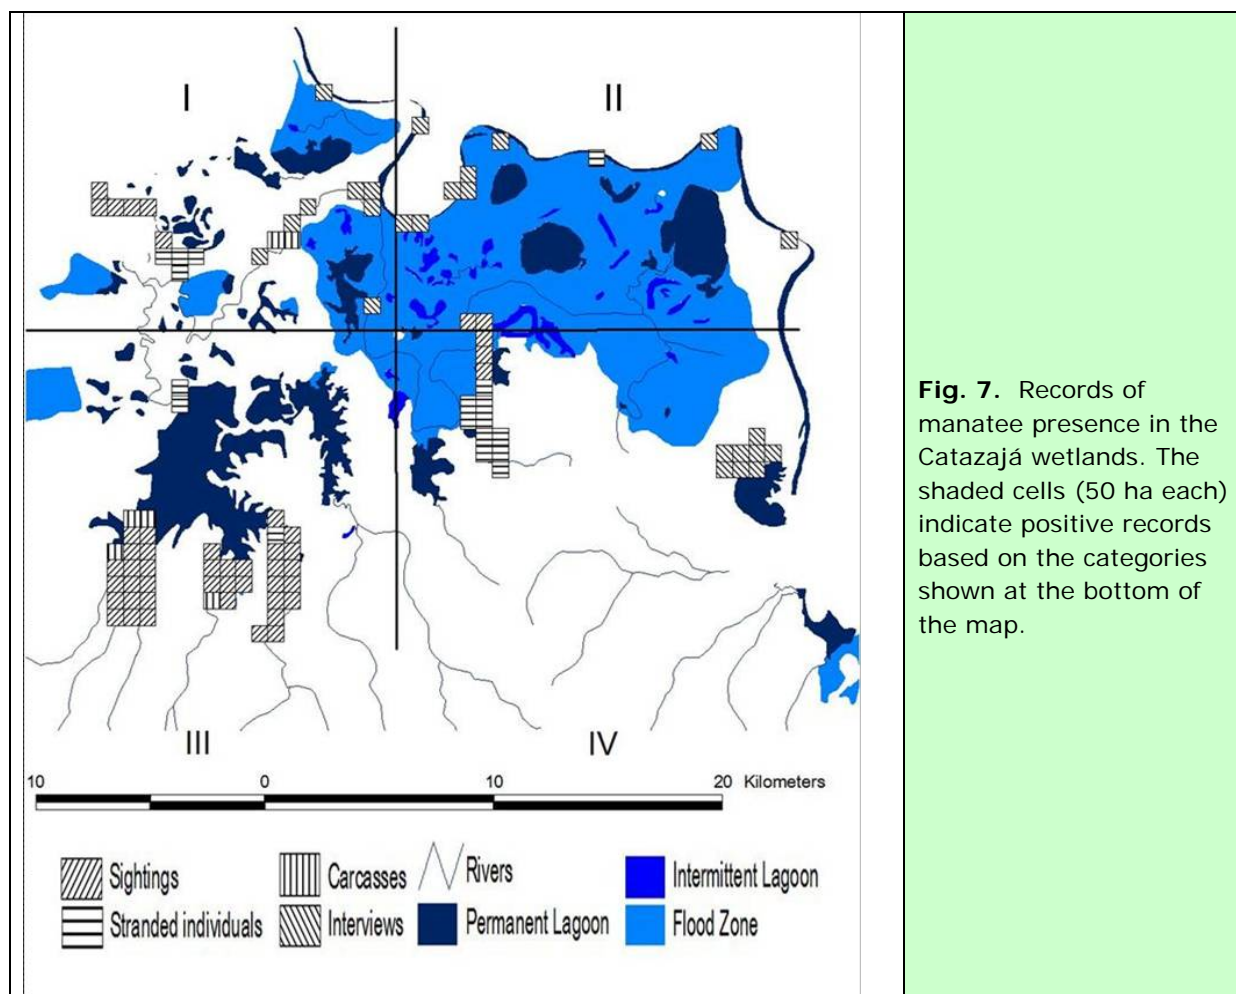 I
II
III
IV
10 0 10 20 Kilometers
Sightings
Carcasses
Rivers
Intermittent Lagoon
Stranded individuals
Interviews
Permanent Lagoon
Flood Zone
Fig. 7. Records of
manatee presence in the
Catazajá wetlands. The
shaded cells (50 ha each)
indicate positive records
based on the categories
shown at the bottom of
the map.